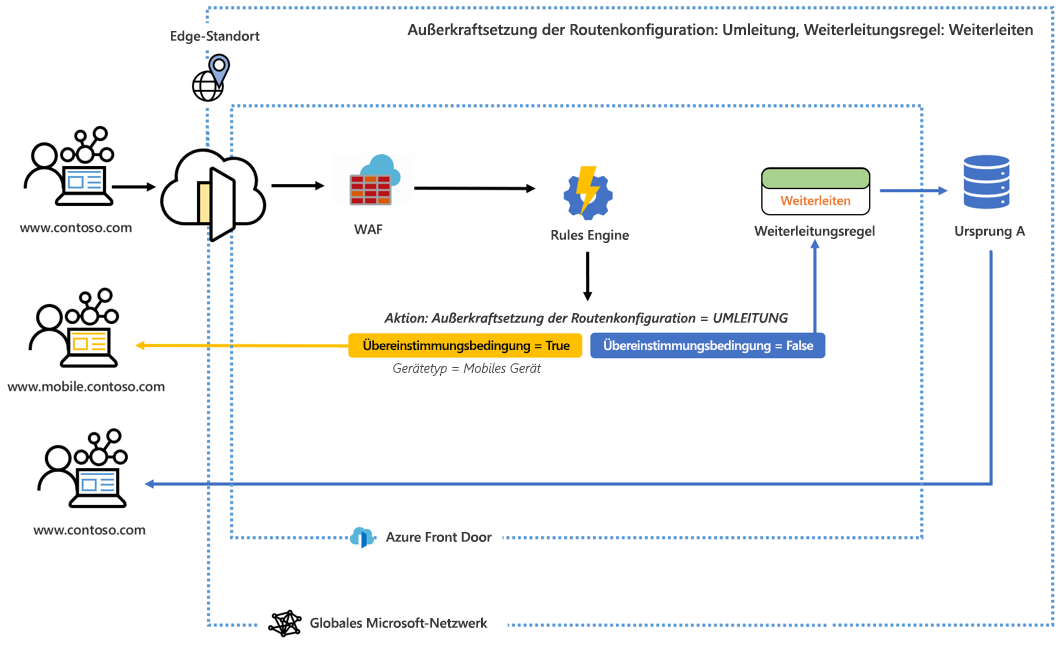 Außerkraftsetzung der Routenkonfiguration: Umleitung, Weiterleitungsregel: Weiterleiten
Edge-Standort
www.contoso.com
WAF
Rules Engine
Weiterleiten
Weiterleitungsregel
Ursprung A
Aktion: Außerkraftsetzung der Routenkonfiguration = UMLEITUNG
Übereinstimmungsbedingung = True
Übereinstimmungsbedingung = False
Gerätetyp = Mobiles Gerät
www.mobile.contoso.com
www.contoso.com
Azure Front Door
Globales Microsoft-Netzwerk